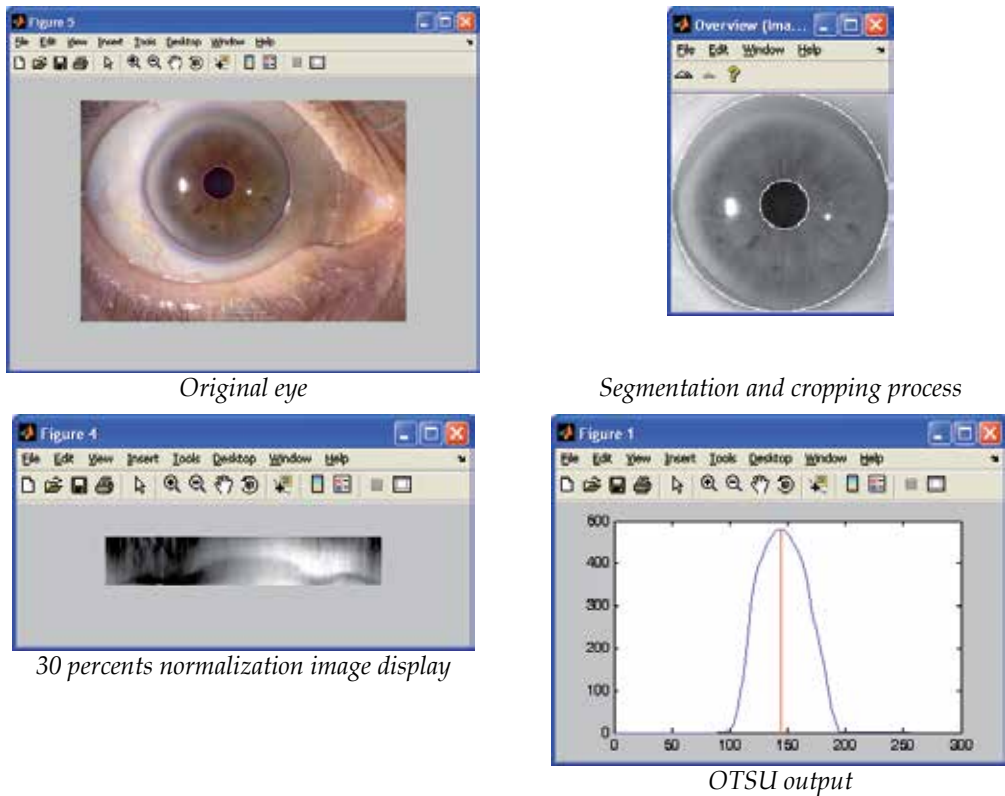 Figure 5
File Edit View Insert Tools Desktop Window Help
Original eye
Overview (Ima...
File Edit Window Help
Segmentation and cropping process
Figure 4
File Edit View Insert Tools Desktop Window Help
30 percents normalization image display
Figure 1
File Edit View Insert Tools Desktop Window Help
600
400
300
200
100
0
0 50 100 150 200 250 300
OTSU output